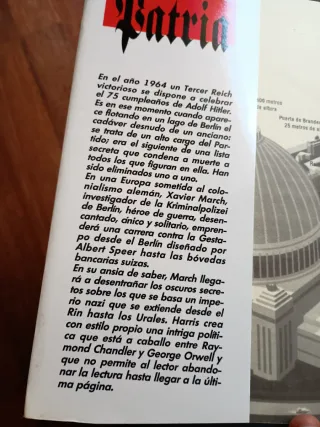 Patria
En el año 1964 un Tercer Reich
victorioso se dispone a celebrar
el 75 cumpleaños de Adolf Hitler.
Es en ese momento cuando apare-
ce flotando en un lago de Berlín el
cadáver desnudo de un anciano:
se trata de un alto cargo del Par-
tido; era el siguiente de una lista
secreta que condena a muerte a
todos los que figuran en ella. Han
sido eliminados uno a uno.
En una Europa sometida al colo-
nialismo alemán, Xavier March,
investigador de la Kriminalpolizei
de Berlín, héroe de guerra, desen-
cantado, cínico y solitario, empren-
derá una carrera contra la Gesta-
po desde el Berlín diseñado por
Albert Speer hasta las bóvedas
bancarias suizas.
En su ansia de saber, March llega-
rá a desentrañar los oscuros secre-
tos sobre los que se basa un impe-
rio nazi que se extiende desde el
Rin hasta los Urales. Harris crea
con estilo propio una intriga políti-
ca que está a caballo entre Ray-
mond Chandler y George Orwell y
que no permite al lector abando-
nar la lectura hasta llegar a la últi-
ma página.
metros
altura
Puerta de Brande
25 metros de a